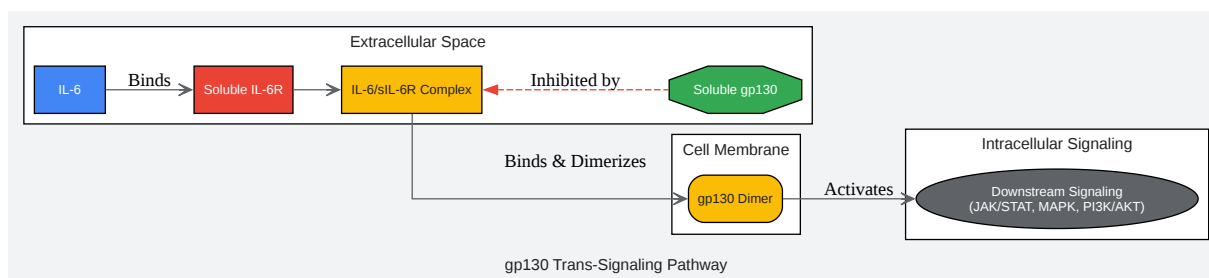 Extracellular Space
IL-6
Binds
Soluble IL-6R
IL-6/sIL-6R Complex
Inhibited by
Soluble gp130
Binds & Dimerizes
Cell Membrane
gp130 Dimer
Activates
Intracellular Signaling
Downstream Signaling
(JAK/STAT, MAPK, PI3K/AKT)
gp130 Trans-Signaling Pathway